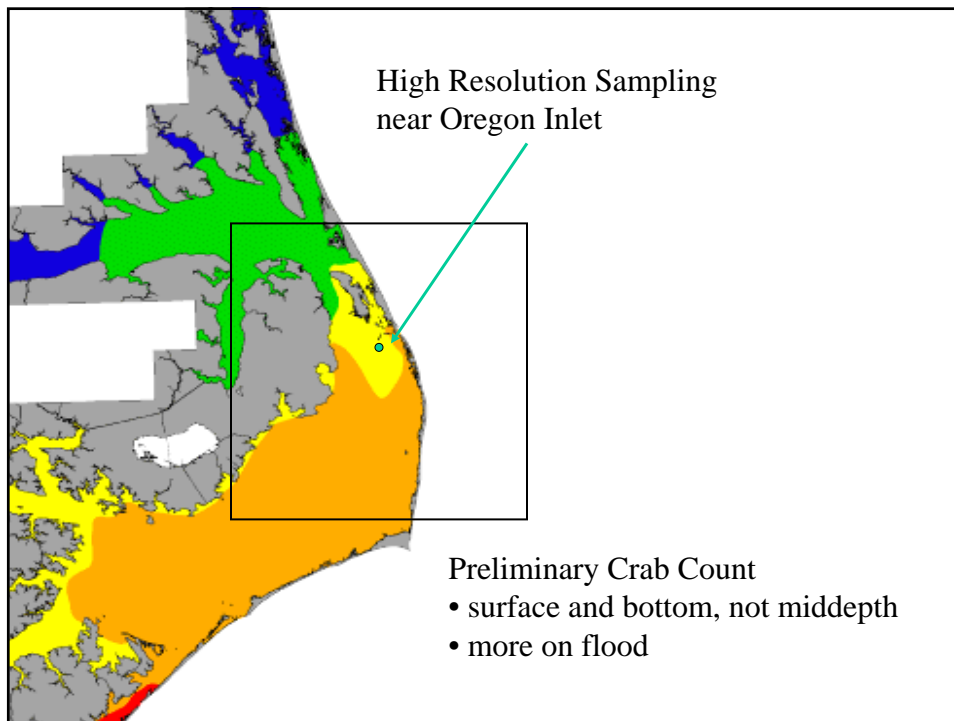 High Resolution Sampling
near Oregon Inlet
Preliminary Crab Count
• surface and bottom, not middepth
• more on flood